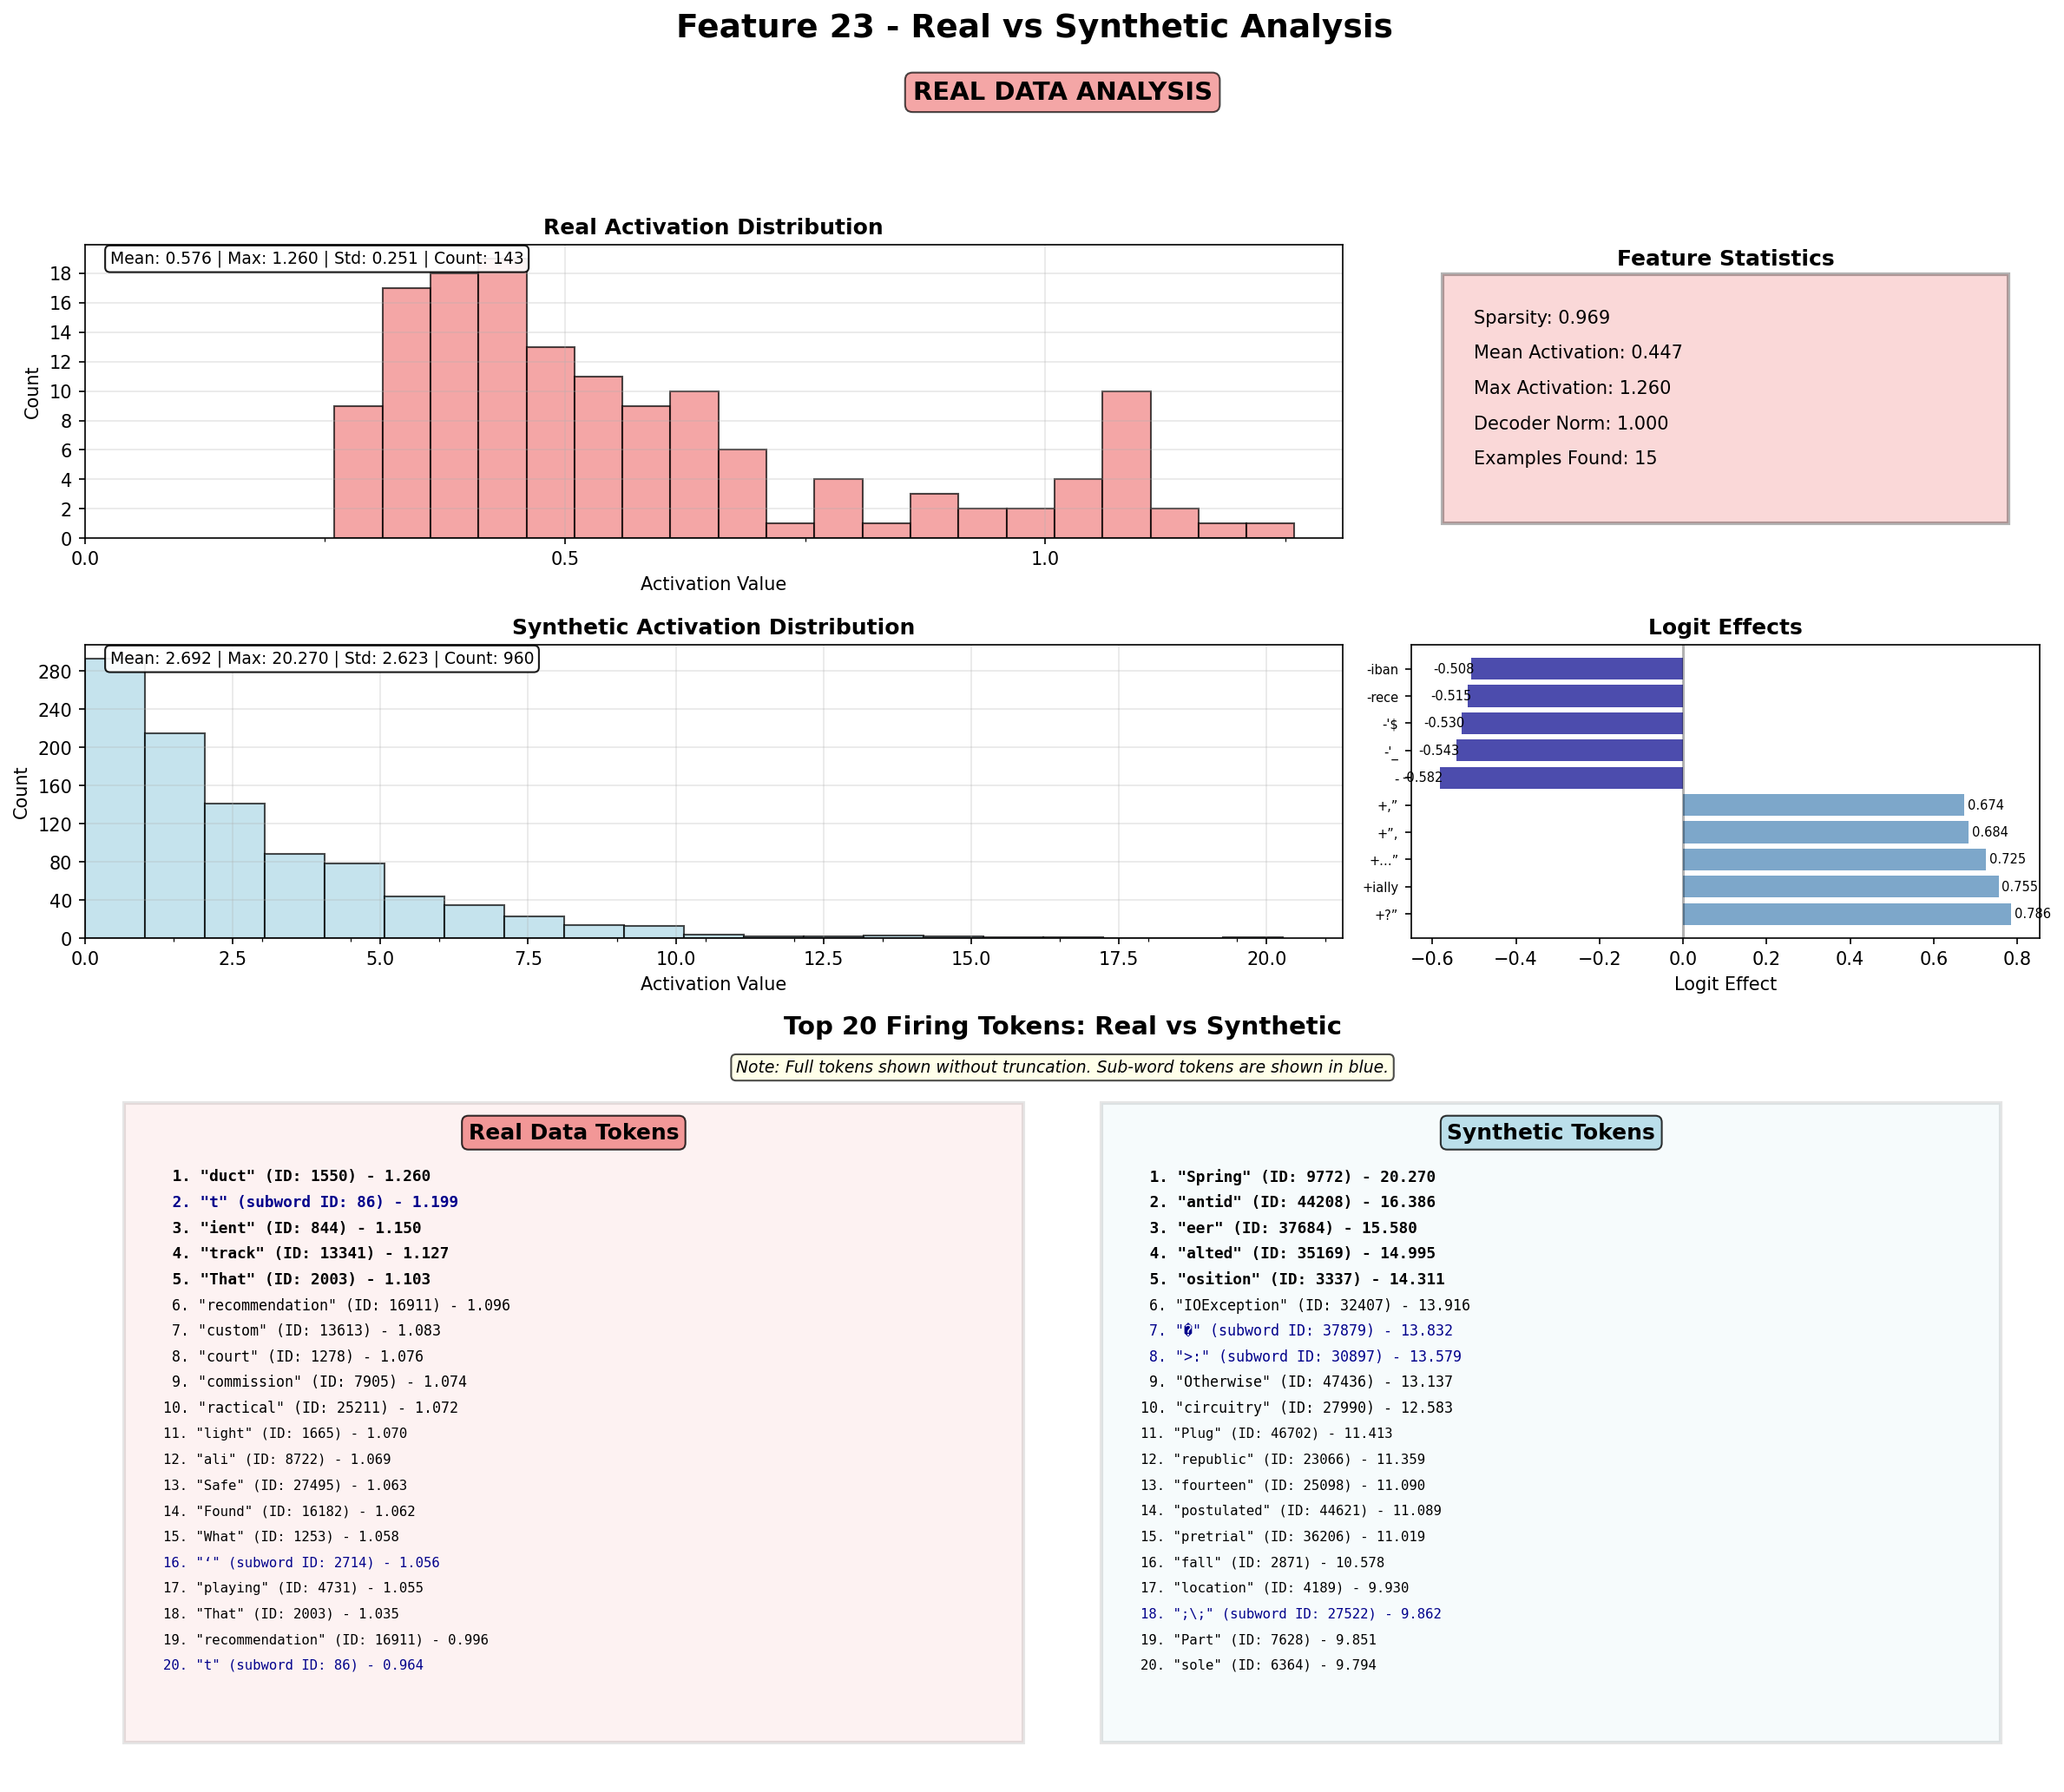 Feature 23 - Real vs Synthetic Analysis
REAL DATA ANALYSIS
Real Activation Distribution
Mean: 0.576 | Max: 1.260 | Std: 0.251 | Count: 143
18
16
14
12
10
8
6
4
2
0
Count
0.0 0.5 1.0
Activation Value
Feature Statistics
Sparsity: 0.969
Mean Activation: 0.447
Max Activation: 1.260
Decoder Norm: 1.000
Examples Found: 15
Synthetic Activation Distribution
Mean: 2.692 | Max: 20.270 | Std: 2.623 | Count: 960
280
240
200
160
120
80
40
0
Count
0.0 2.5 5.0 7.5 10.0 12.5 15.0 17.5 20.0
Activation Value
Logit Effects
-iban -0.508
-rece -0.515
-'$ -0.530
-'_ -0.543
- -0.582
+,” 0.674
+”, 0.684
+…” 0.725
+ially 0.755
+?” 0.786
−0.6 −0.4 −0.2 0.0 0.2 0.4 0.6 0.8
Logit Effect
Top 20 Firing Tokens: Real vs Synthetic
Note: Full tokens shown without truncation. Sub-word tokens are shown in blue.
Real Data Tokens
1. "duct" (ID: 1550) - 1.260
2. "t" (subword ID: 86) - 1.199
3. "ient" (ID: 844) - 1.150
4. "track" (ID: 13341) - 1.127
5. "That" (ID: 2003) - 1.103
6. "recommendation" (ID: 16911) - 1.096
7. "custom" (ID: 13613) - 1.083
8. "court" (ID: 1278) - 1.076
9. "commission" (ID: 7905) - 1.074
10. "ractical" (ID: 25211) - 1.072
11. "light" (ID: 1665) - 1.070
12. "ali" (ID: 8722) - 1.069
13. "Safe" (ID: 27495) - 1.063
14. "Found" (ID: 16182) - 1.062
15. "What" (ID: 1253) - 1.058
16. "‘" (subword ID: 2714) - 1.056
17. "playing" (ID: 4731) - 1.055
18. "That" (ID: 2003) - 1.035
19. "recommendation" (ID: 16911) - 0.996
20. "t" (subword ID: 86) - 0.964
Synthetic Tokens
1. "Spring" (ID: 9772) - 20.270
2. "antid" (ID: 44208) - 16.386
3. "eer" (ID: 37684) - 15.580
4. "alted" (ID: 35169) - 14.995
5. "osition" (ID: 3337) - 14.311
6. "IOException" (ID: 32407) - 13.916
7. "�" (subword ID: 37879) - 13.832
8. ">:" (subword ID: 30897) - 13.579
9. "Otherwise" (ID: 47436) - 13.137
10. "circuitry" (ID: 27990) - 12.583
11. "Plug" (ID: 46702) - 11.413
12. "republic" (ID: 23066) - 11.359
13. "fourteen" (ID: 25098) - 11.090
14. "postulated" (ID: 44621) - 11.089
15. "pretrial" (ID: 36206) - 11.019
16. "fall" (ID: 2871) - 10.578
17. "location" (ID: 4189) - 9.930
18. ";\;" (subword ID: 27522) - 9.862
19. "Part" (ID: 7628) - 9.851
20. "sole" (ID: 6364) - 9.794